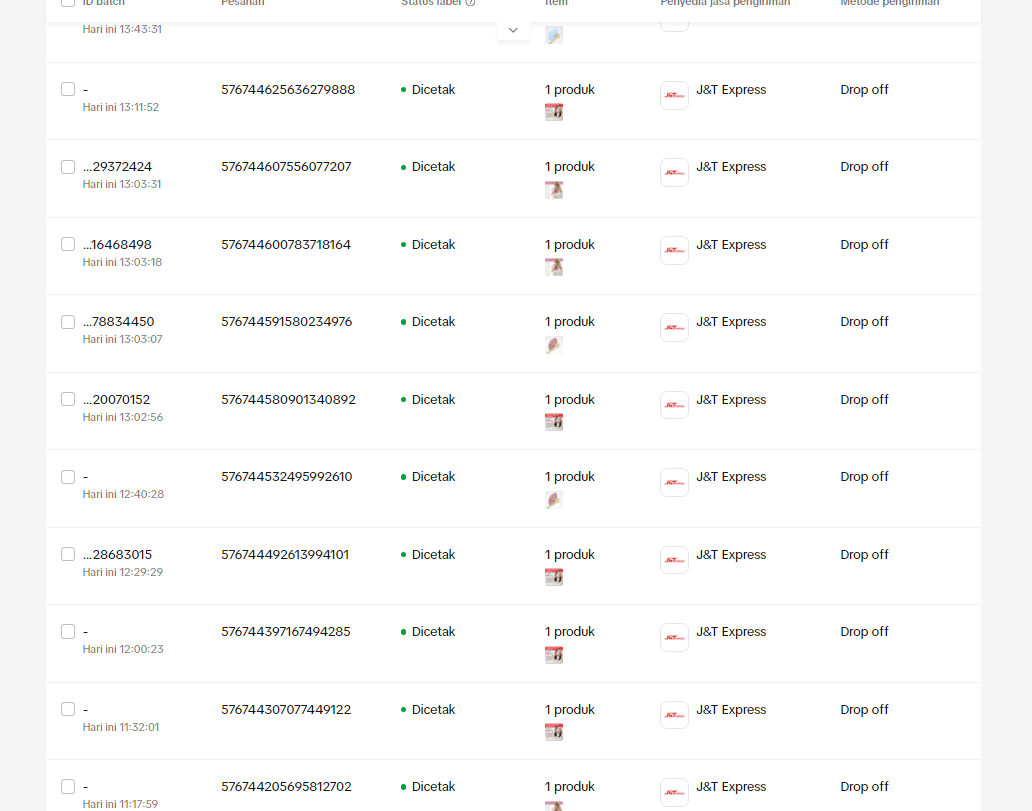 ID batch Pesanan Status label Item Penyedia jasa pengiriman Metode pengiriman
Hari ini 13:43:31
- 576744625636279888 Dicetak 1 produk J&T Express Drop off
Hari ini 13:11:52
...29372424 576744607556077207 Dicetak 1 produk J&T Express Drop off
Hari ini 13:03:31
...16468498 576744600783718164 Dicetak 1 produk J&T Express Drop off
Hari ini 13:03:18
...78834450 576744591580234976 Dicetak 1 produk J&T Express Drop off
Hari ini 13:03:07
...20070152 576744580901340892 Dicetak 1 produk J&T Express Drop off
Hari ini 13:02:56
- 576744532495992610 Dicetak 1 produk J&T Express Drop off
Hari ini 12:40:28
...28683015 576744492613994101 Dicetak 1 produk J&T Express Drop off
Hari ini 12:29:29
- 576744397167494285 Dicetak 1 produk J&T Express Drop off
Hari ini 12:00:23
- 576744307077449122 Dicetak 1 produk J&T Express Drop off
Hari ini 11:32:01
- 576744205695812702 Dicetak 1 produk J&T Express Drop off
Hari ini 11:17:59